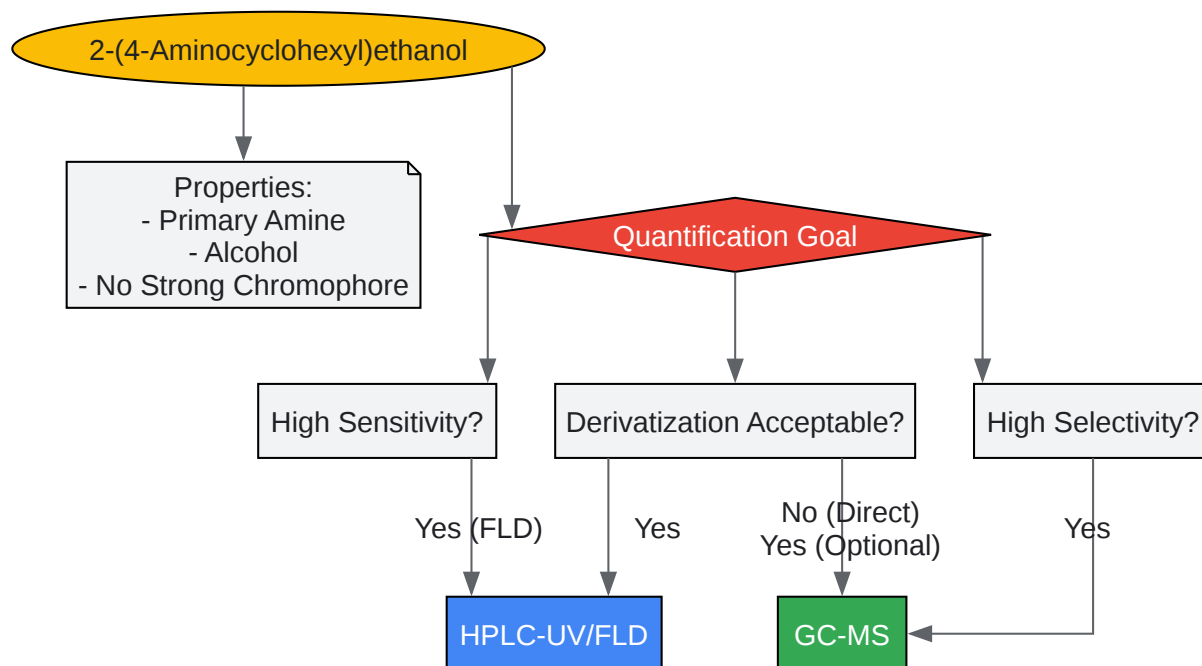 2-(4-Aminocyclohexyl)ethanol
Properties:
- Primary Amine
- Alcohol
- No Strong Chromophore
Quantification Goal
High Sensitivity?
Derivatization Acceptable?
High Selectivity?
Yes (FLD)
Yes
No (Direct)
Yes (Optional)
Yes
HPLC-UV/FLD
GC-MS